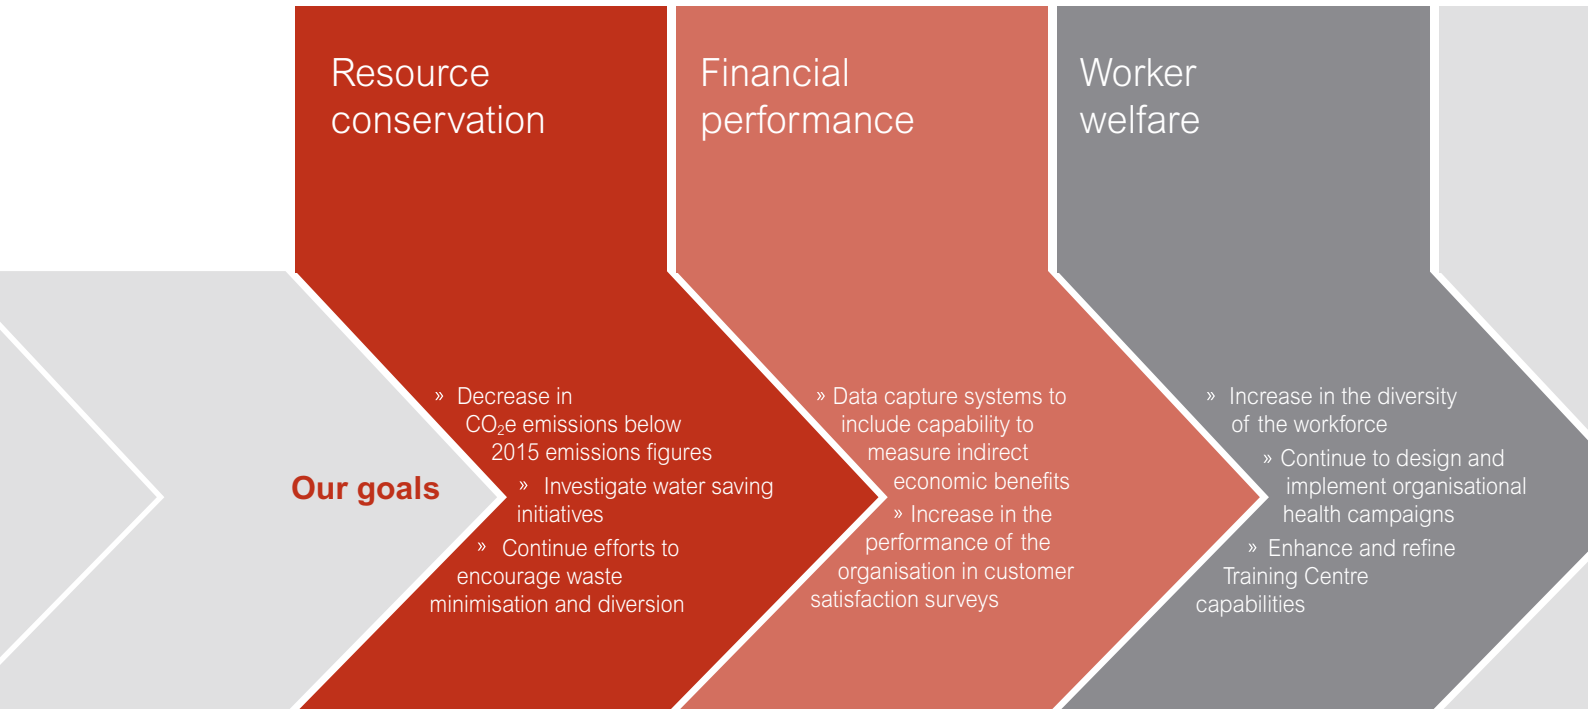 Resource
conservation
Financial
performance
Worker
welfare
Our goals
» Decrease in
CO₂e emissions below
2015 emissions figures
» Investigate water saving
initiatives
» Continue efforts to
encourage waste
minimisation and diversion
» Data capture systems to
include capability to
measure indirect
economic benefits
» Increase in the
performance of the
organisation in customer
satisfaction surveys
» Increase in the diversity
of the workforce
» Continue to design and
implement organisational
health campaigns
» Enhance and refine
Training Centre
capabilities